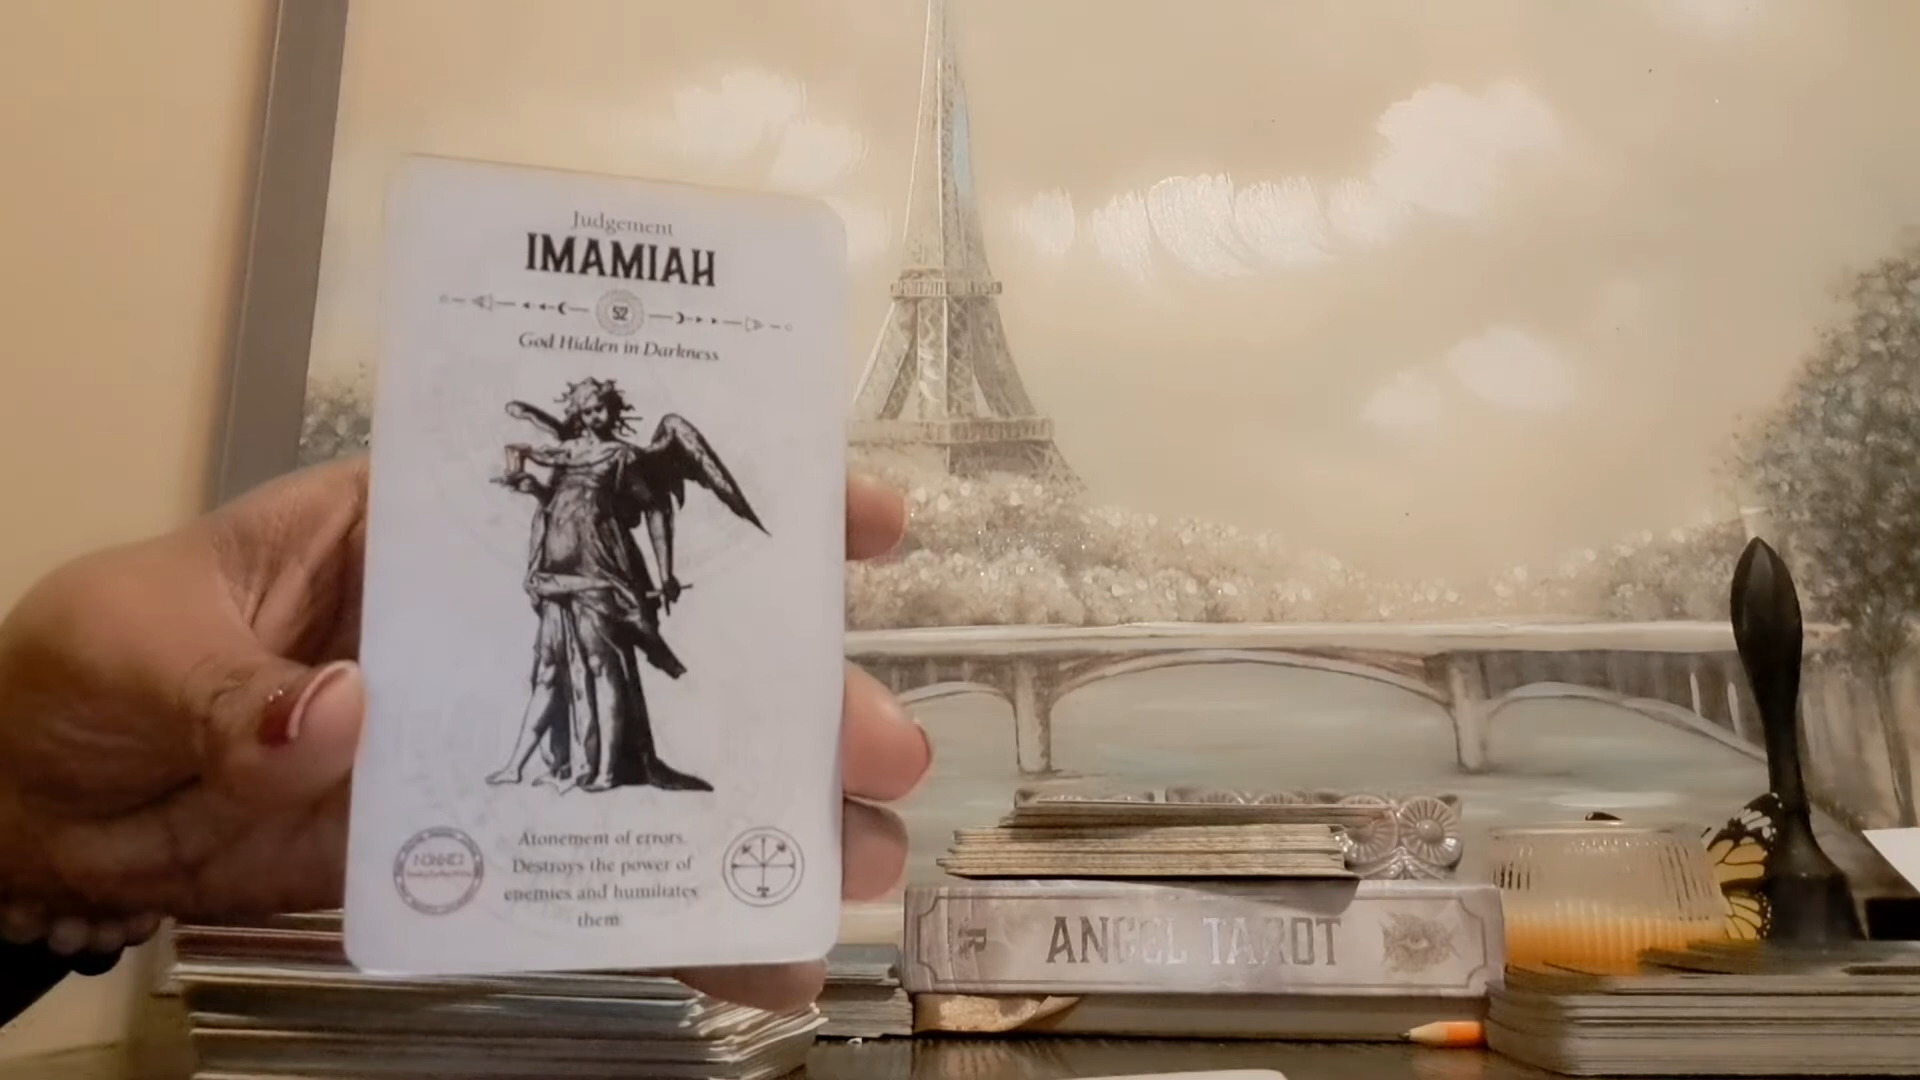 Judgement
IMAMIAH
52
God Hidden in Darkness
Atonement of errors.
Destroys the power of
enemies and humiliates
them.
ANGEL TAROT